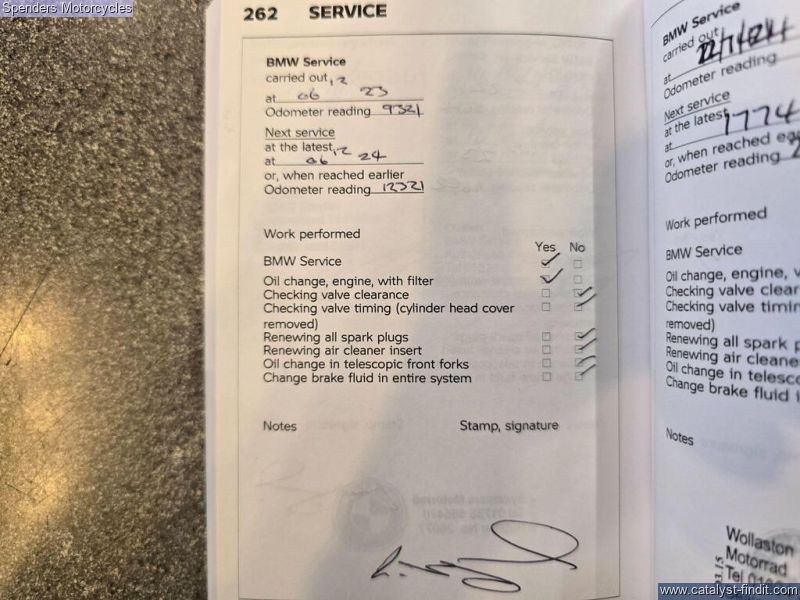 Spenders Motorcycles
262 SERVICE
BMW Service
carried out 12
at 06 23
Odometer reading 9321
Next service
at the latest 12
at 06 24
or, when reached earlier
Odometer reading 12321
Work performed
Yes No
BMW Service
Oil change, engine, with filter
Checking valve clearance
Checking valve timing (cylinder head cover
removed)
Renewing all spark plugs
Renewing air cleaner insert
Oil change in telescopic front forks
Change brake fluid in entire system
Notes
Stamp, signature
BMW Service
carried out
at
Odometer reading
Next service
at the latest
at
or, when reached
Odometer reading
Work performed
BMW Service
Oil change, engine,
Checking valve
Checking valve
removed)
Renewing all spark
Renewing air
Oil change in
Change brake fluid
Notes
Wollaston
Motorrad
Tel
www.catalyst-findit.com